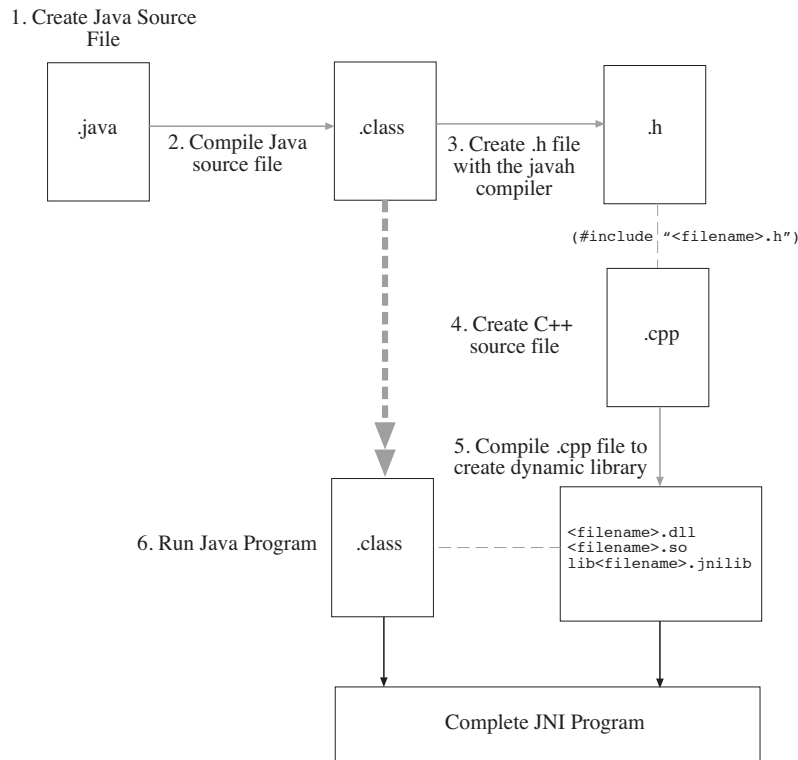 1. Create Java Source
File
.java
2. Compile Java
source file
.class
3. Create .h file
with the javah
compiler
.h
(#include “<filename>.h”)
4. Create C++
source file
.cpp
5. Compile .cpp file to
create dynamic library
6. Run Java Program
.class
<filename>.dll
<filename>.so
lib<filename>.jnilib
Complete JNI Program